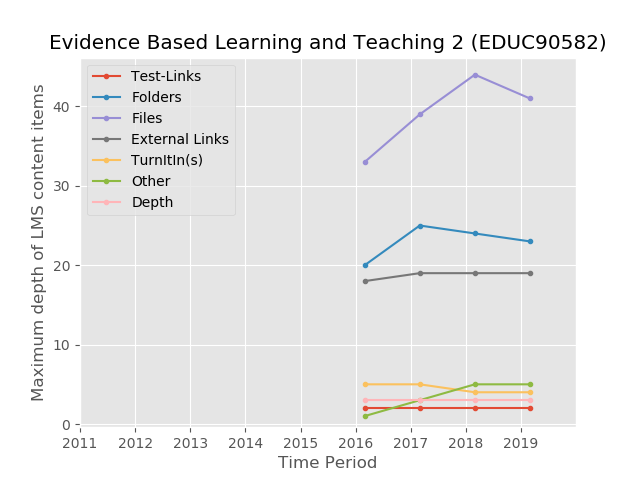 Evidence Based Learning and Teaching 2 (EDUC90582)
Test-Links
Folders
Files
External Links
TurnItIn(s)
Other
Depth
Maximum depth of LMS content items
40
30
20
10
0
2011 2012 2013 2014 2015 2016 2017 2018 2019
Time Period